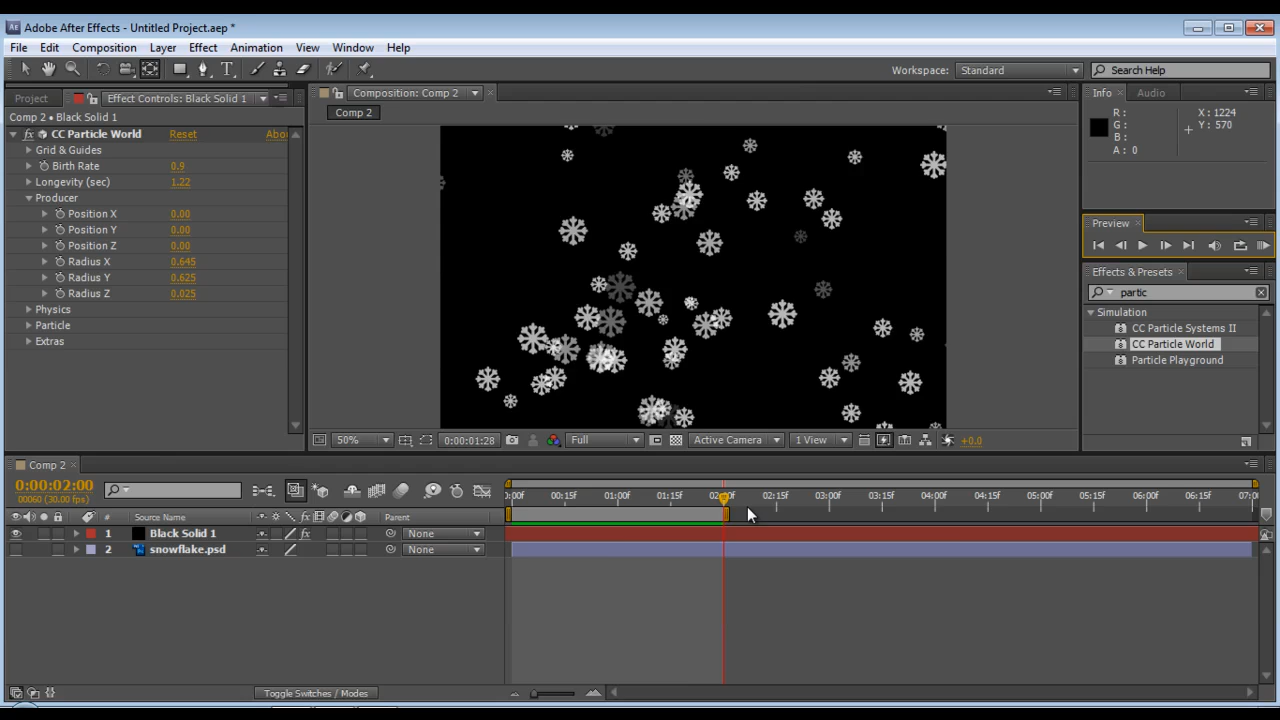 Ae Adobe After Effects - Untitled Project.aep *
File Edit Composition Layer Effect Animation View Window Help
Workspace: Standard Search Help
Project Effect Controls: Black Solid 1
Comp 2 • Black Solid 1
fx CC Particle World Reset Abou
Grid & Guides
Birth Rate 0.9
Longevity (sec) 1.22
Producer
Position X 0.00
Position Y 0.00
Position Z 0.00
Radius X 0.645
Radius Y 0.625
Radius Z 0.025
Physics
Particle
Extras
Composition: Comp 2
Comp 2
50% 0:00:01:28 Full Active Camera 1 View +0.0
Info Audio
R: X: 1224
G: Y: 570
B:
A: 0
Preview
Effects & Presets
partic
Simulation
CC Particle Systems II
CC Particle World
Particle Playground
Comp 2
0:00:02:00
00060 (30.00 fps)
):00f 00:15f 01:00f 01:15f 02:00f 02:15f 03:00f 03:15f 04:00f 04:15f 05:00f 05:15f 06:00f 06:15f 07:0
# Source Name fx Parent
1 Black Solid 1 fx None
2 snowflake.psd None
Toggle Switches / Modes